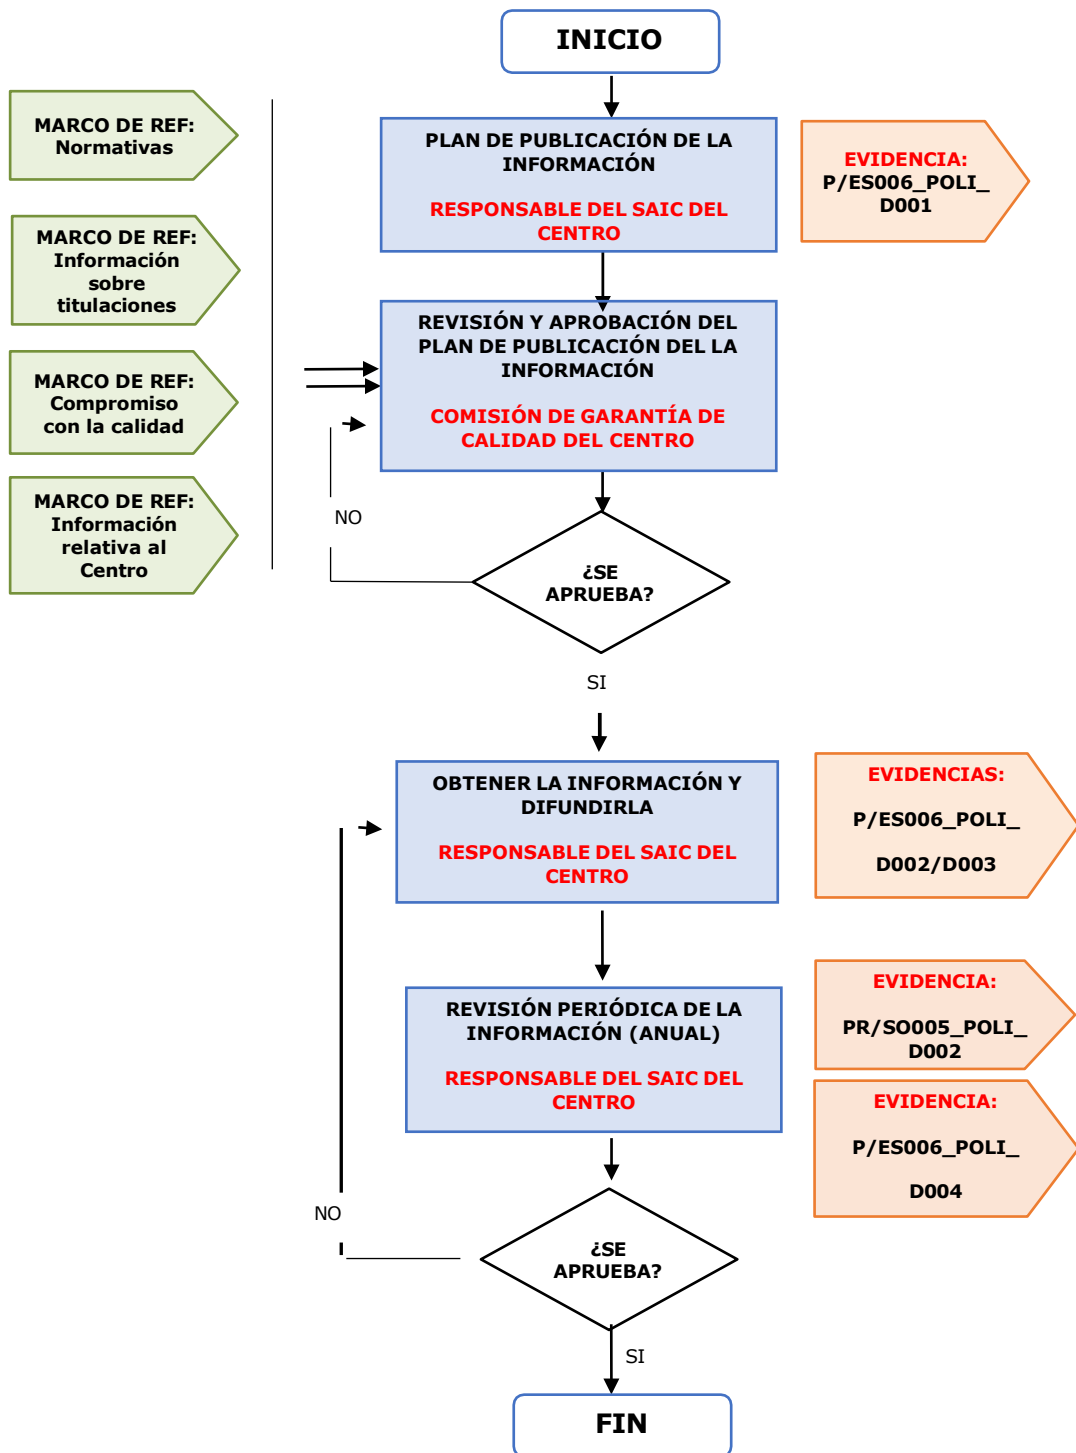 INICIO
MARCO DE REF:
Normativas
PLAN DE PUBLICACIÓN DE LA
INFORMACIÓN
RESPONSABLE DEL SAIC DEL
CENTRO
EVIDENCIA:
P/ES006_POLI_
D001
MARCO DE REF:
Información
sobre
titulaciones
REVISIÓN Y APROBACIÓN DEL
PLAN DE PUBLICACIÓN DEL LA
INFORMACIÓN
COMISIÓN DE GARANTÍA DE
CALIDAD DEL CENTRO
MARCO DE REF:
Compromiso
con la calidad
MARCO DE REF:
Información
relativa al
Centro
NO
¿SE
APRUEBA?
SI
OBTENER LA INFORMACIÓN Y
DIFUNDIRLA
RESPONSABLE DEL SAIC DEL
CENTRO
EVIDENCIAS:
P/ES006_POLI_
D002/D003
REVISIÓN PERIÓDICA DE LA
INFORMACIÓN (ANUAL)
RESPONSABLE DEL SAIC DEL
CENTRO
EVIDENCIA:
PR/SO005_POLI_
D002
EVIDENCIA:
P/ES006_POLI_
D004
NO
¿SE
APRUEBA?
SI
FIN